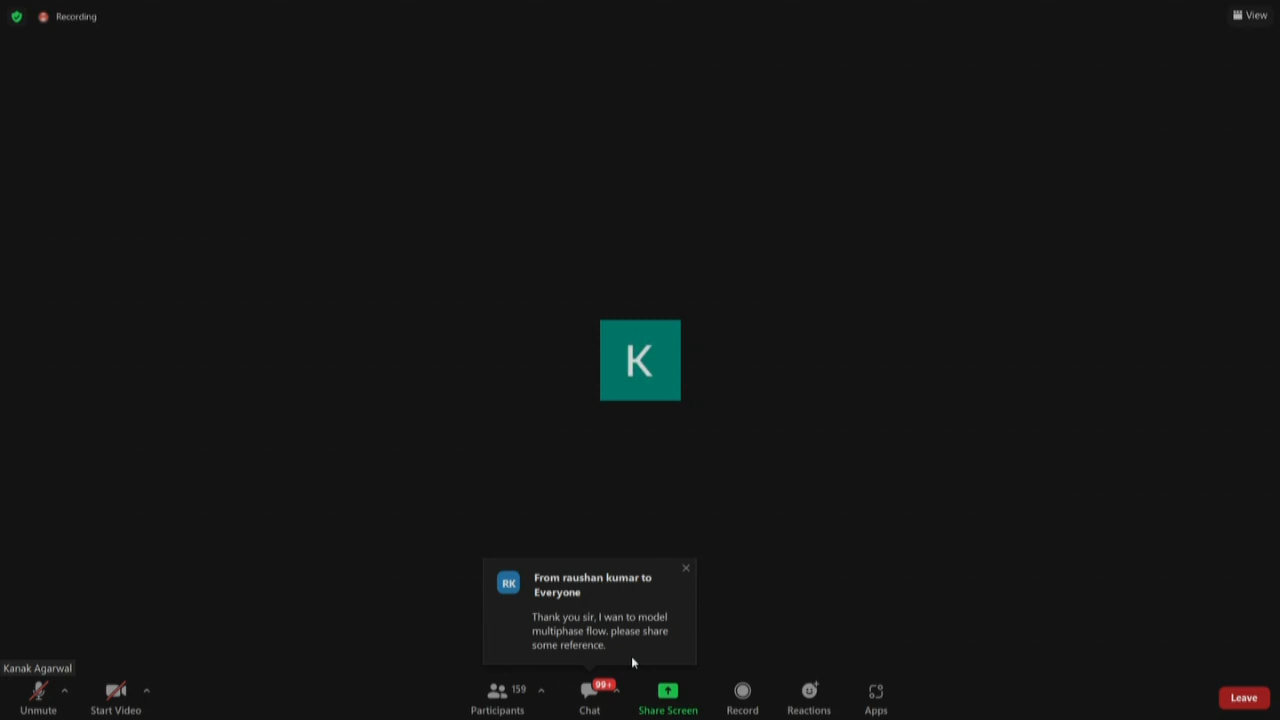 Recording
View
K
RK
From raushan kumar to
Everyone
Thank you sir, I wan to model
multiphase flow. please share
some reference.
Kanak Agarwal
159
99+
Unmute
Start Video
Participants
Chat
Share Screen
Record
Reactions
Apps
Leave